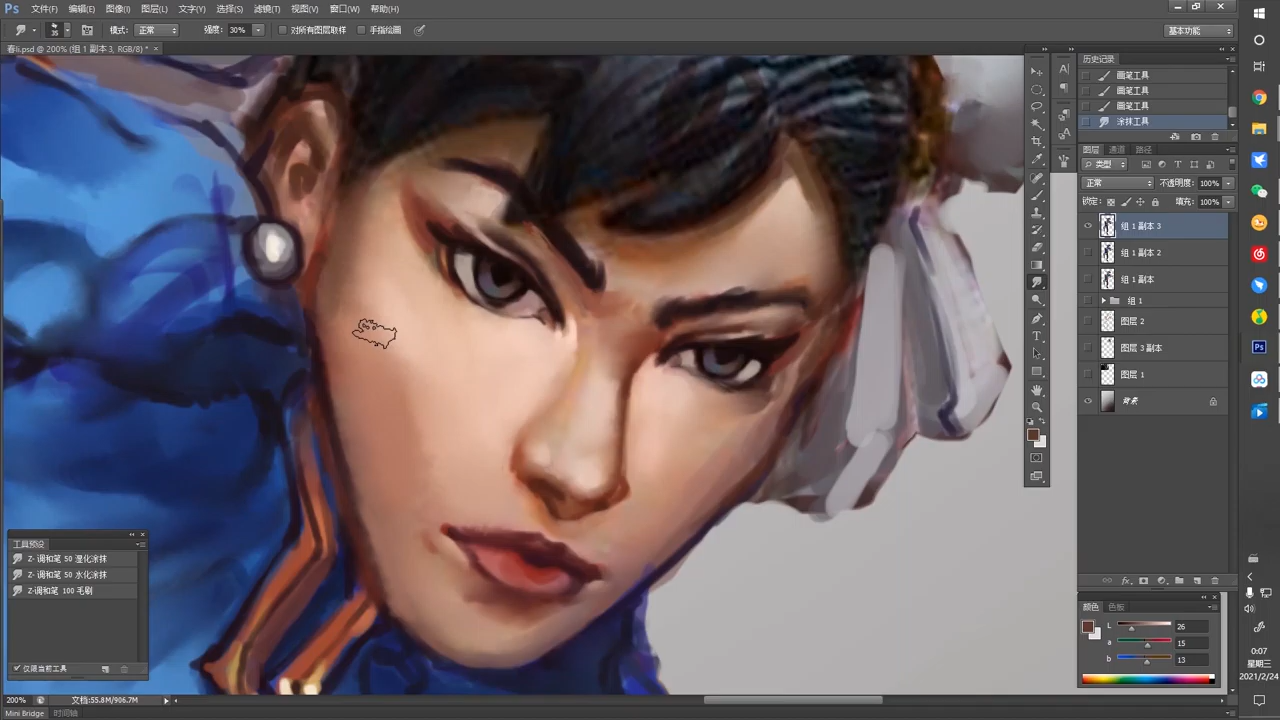 Ps 文件(F) 编辑(E) 图像(I) 图层(L) 文字(Y) 选择(S) 滤镜(T) 视图(V) 窗口(W) 帮助(H)
35 模式: 正常 强度: 30% 对所有图层取样 手指绘画 基本功能
春li.psd @ 200% (组 1 副本 3, RGB/8) * ×
历史记录
画笔工具
画笔工具
画笔工具
涂抹工具
图层 通道 路径
类型
正常 不透明度: 100%
锁定: 填充: 100%
组 1 副本 3
组 1 副本 2
组 1 副本
组 1
图层 2
图层 3 副本
图层 1
背景
工具预设
Z- 调和笔 50 湿化涂抹
Z- 调和笔 50 水化涂抹
Z-调和笔 100 毛刷
仅限当前工具
颜色 色板
L 26
a 15
b 13
200% 文档:55.8M/906.7M
Mini Bridge 时间轴
Ps
0:07
星期三
2021/2/24